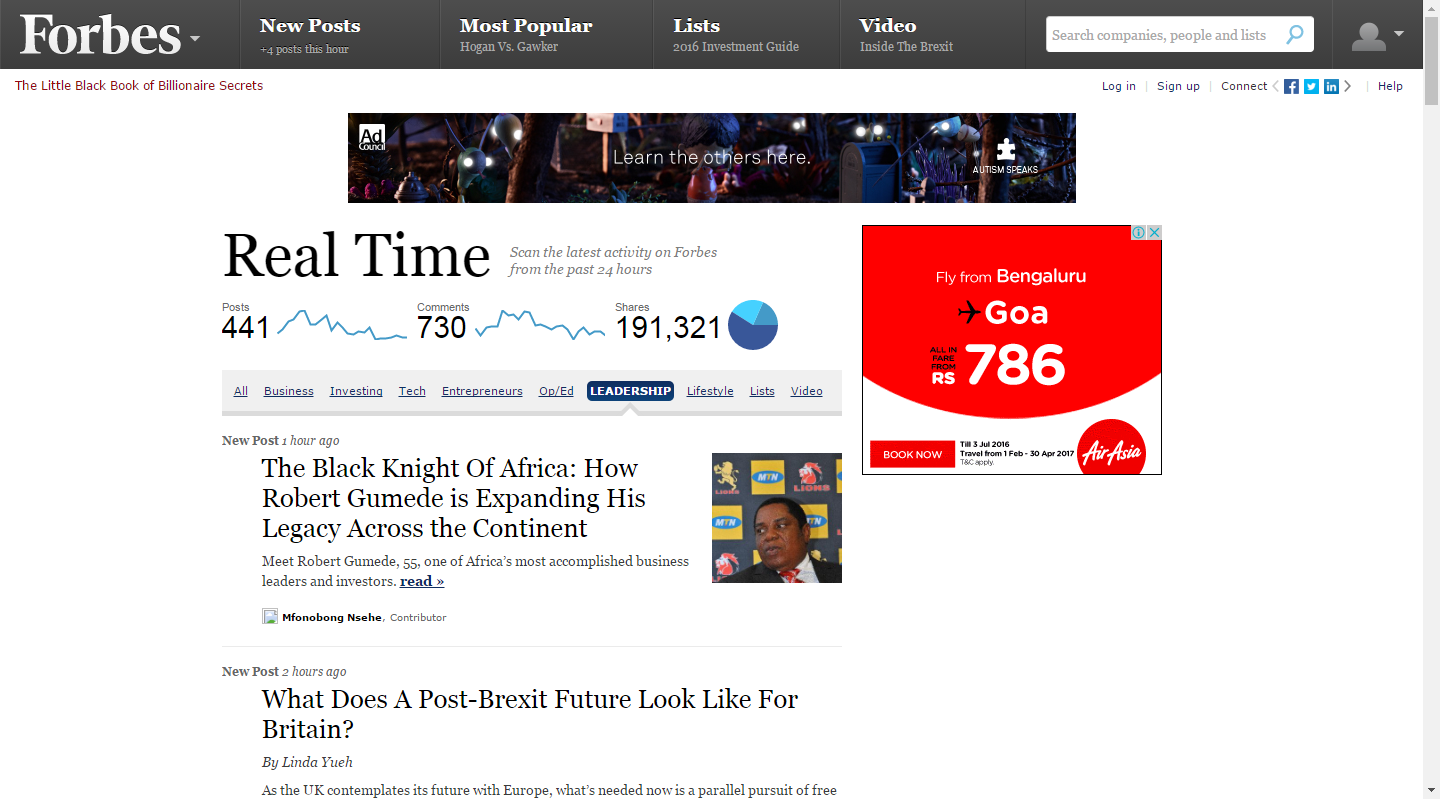 Forbes
New Posts
+4 posts this hour
Most Popular
Hogan Vs. Gawker
Lists
2016 Investment Guide
Video
Inside The Brexit
Search companies, people and lists
The Little Black Book of Billionaire Secrets
Log in
Sign up
Connect
Help
Ad
Council
Learn the others here.
AUTISM SPEAKS
Real Time
Scan the latest activity on Forbes
from the past 24 hours
Posts
441
Comments
730
Shares
191,321
All Business Investing Tech Entrepreneurs Op/Ed LEADERSHIP Lifestyle Lists Video
New Post 1 hour ago
The Black Knight Of Africa: How
Robert Gumede is Expanding His
Legacy Across the Continent
Meet Robert Gumede, 55, one of Africa's most accomplished business
leaders and investors. read »
Mfonobong Nsehe, Contributor
LIONS
MTN
LIONS
MTN
New Post 2 hours ago
What Does A Post-Brexit Future Look Like For
Britain?
By Linda Yueh
As the UK contemplates its future with Europe, what's needed now is a parallel pursuit of free
Fly from Bengaluru
Goa
ALL IN
FARE
FROM
RS 786
BOOK NOW
Till 3 Jul 2016
Travel from 1 Feb - 30 Apr 2017
T&C apply.
AirAsia